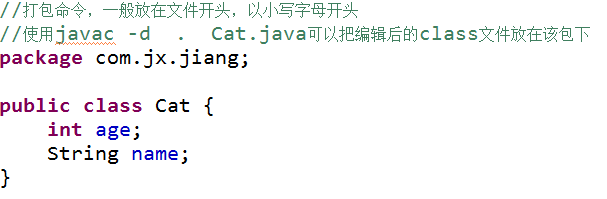 //打包命令，一般放在文件开头，以小写字母开头
//使用javac -d  .  Cat.java可以把编辑后的class文件放在该包下
package com.jx.jiang;
public class Cat {
    int age;
    String name;
}